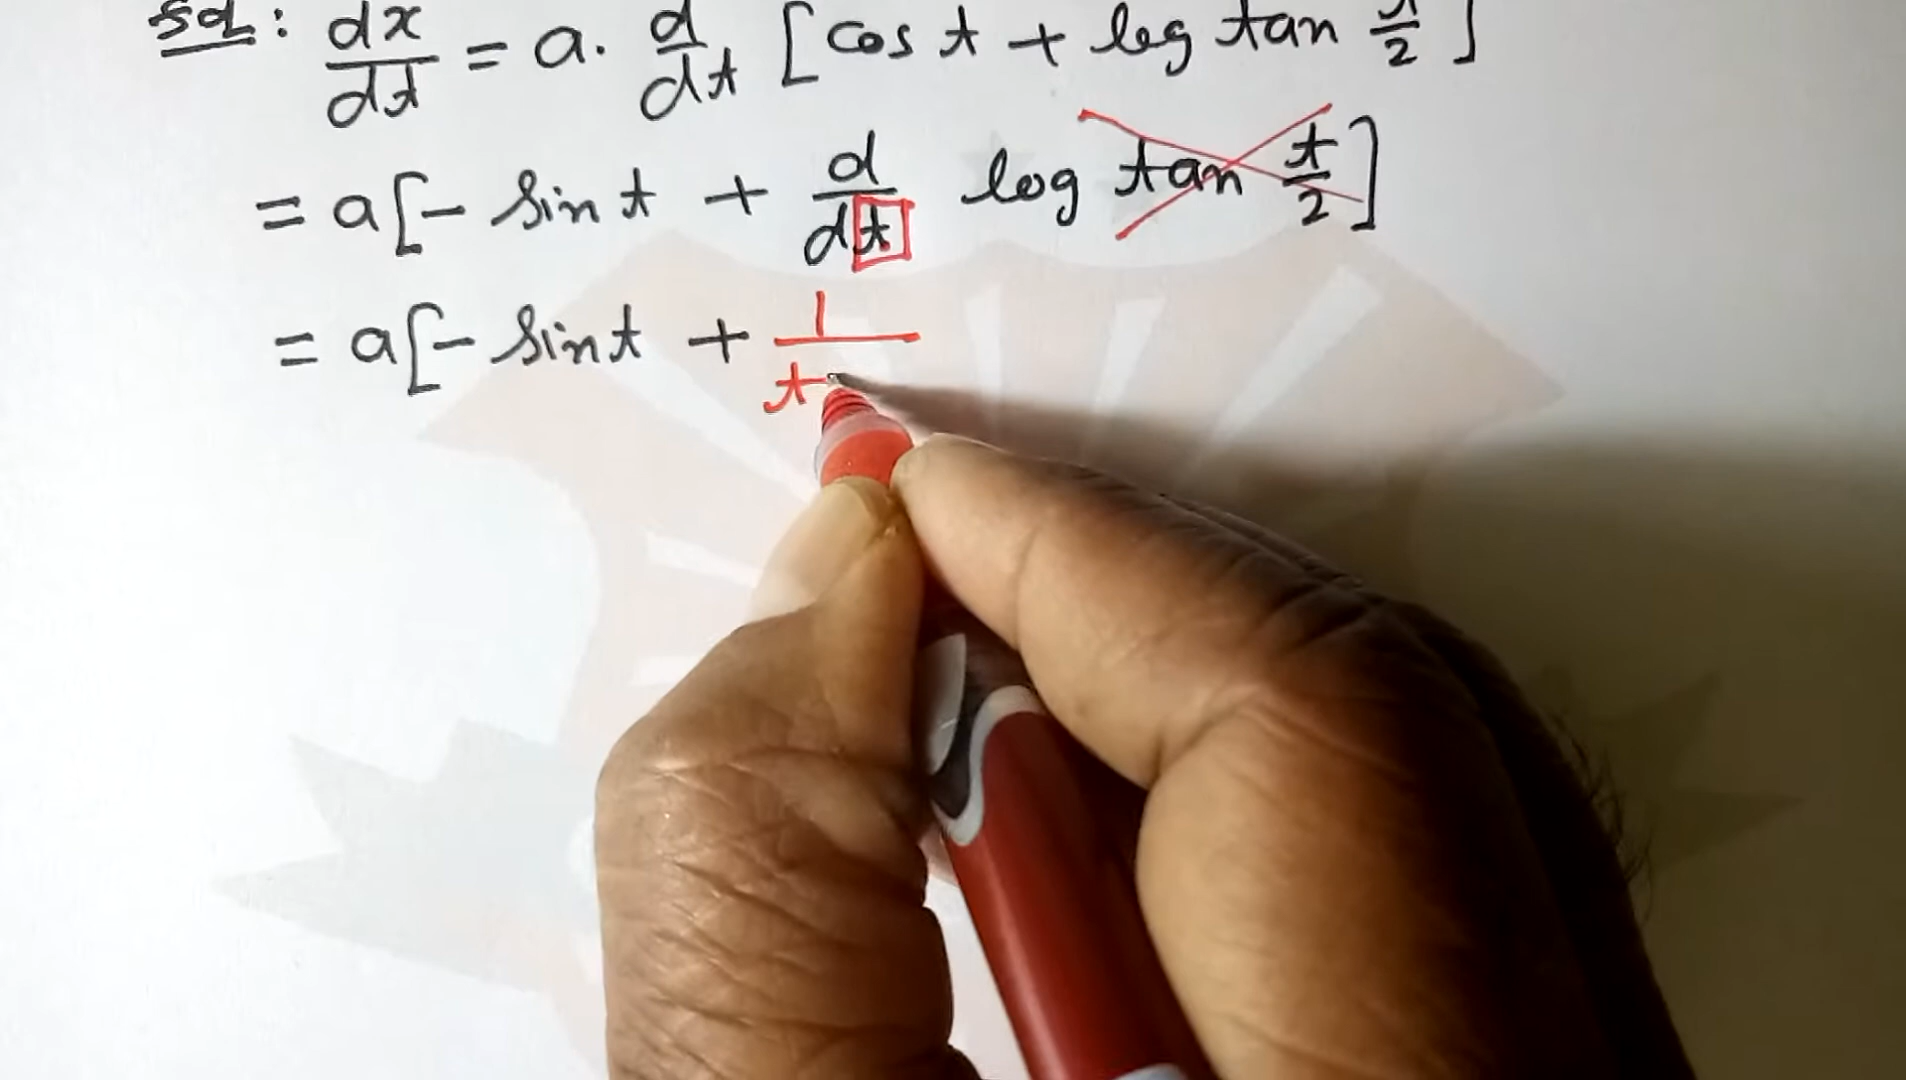 Sol: dx/dt = a. d/dt [cos t + log tan t/2]
= a[- sin t + d/dt log tan t/2]
= a[- sin t + 1/t